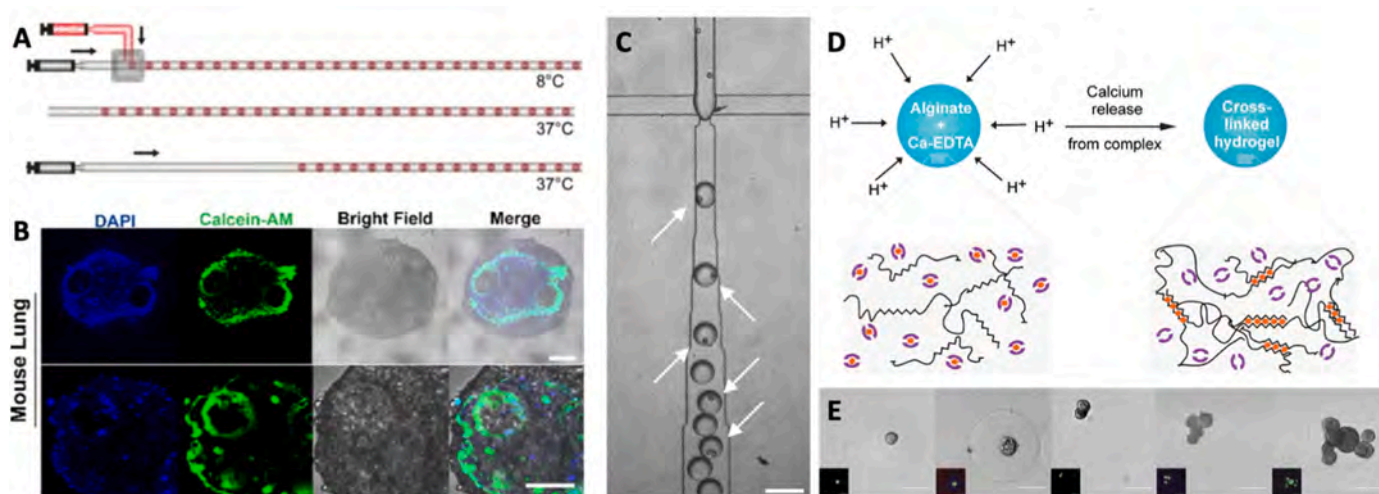 A
8°C
37°C
37°C
B
DAPI
Calcein-AM
Bright Field
Merge
Mouse Lung
C
D
H+
H+
H+
H+
H+
H+
Alginate
+
Ca-EDTA
Calcium
release
from complex
Cross-
linked
hydrogel
E